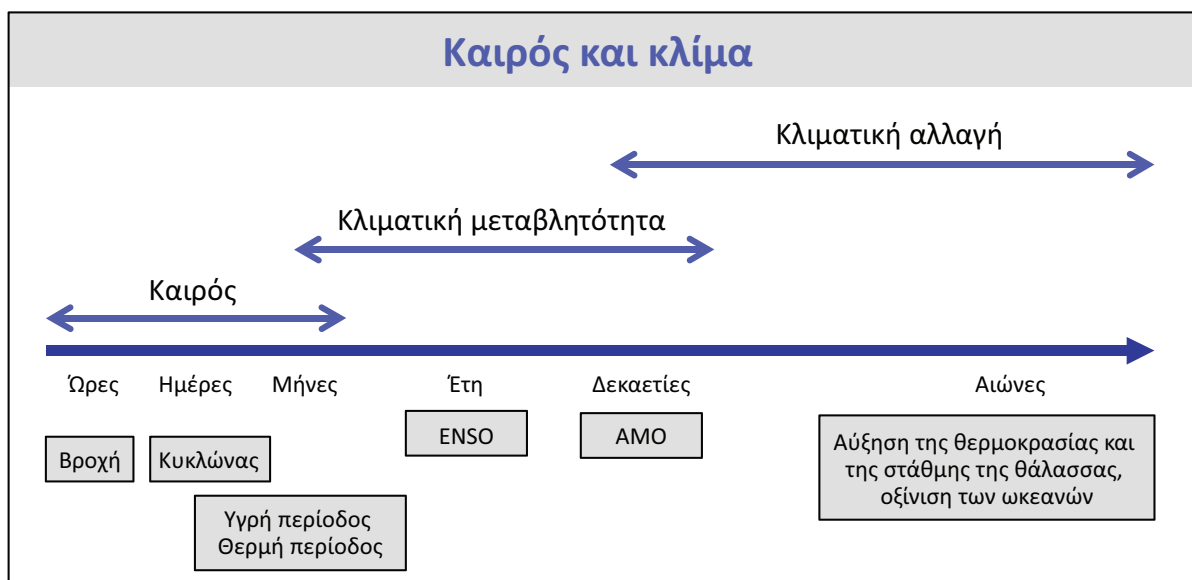 Καιρός και κλίμα
Κλιματική αλλαγή
Κλιματική μεταβλητότητα
Καιρός
Ώρες
Ημέρες
Μήνες
Έτη
Δεκαετίες
Αιώνες
Βροχή
Κυκλώνας
Υγρή περίοδος
Θερμή περίοδος
ENSO
AMO
Αύξηση της θερμοκρασίας και
της στάθμης της θάλασσας,
οξίνιση των ωκεανών